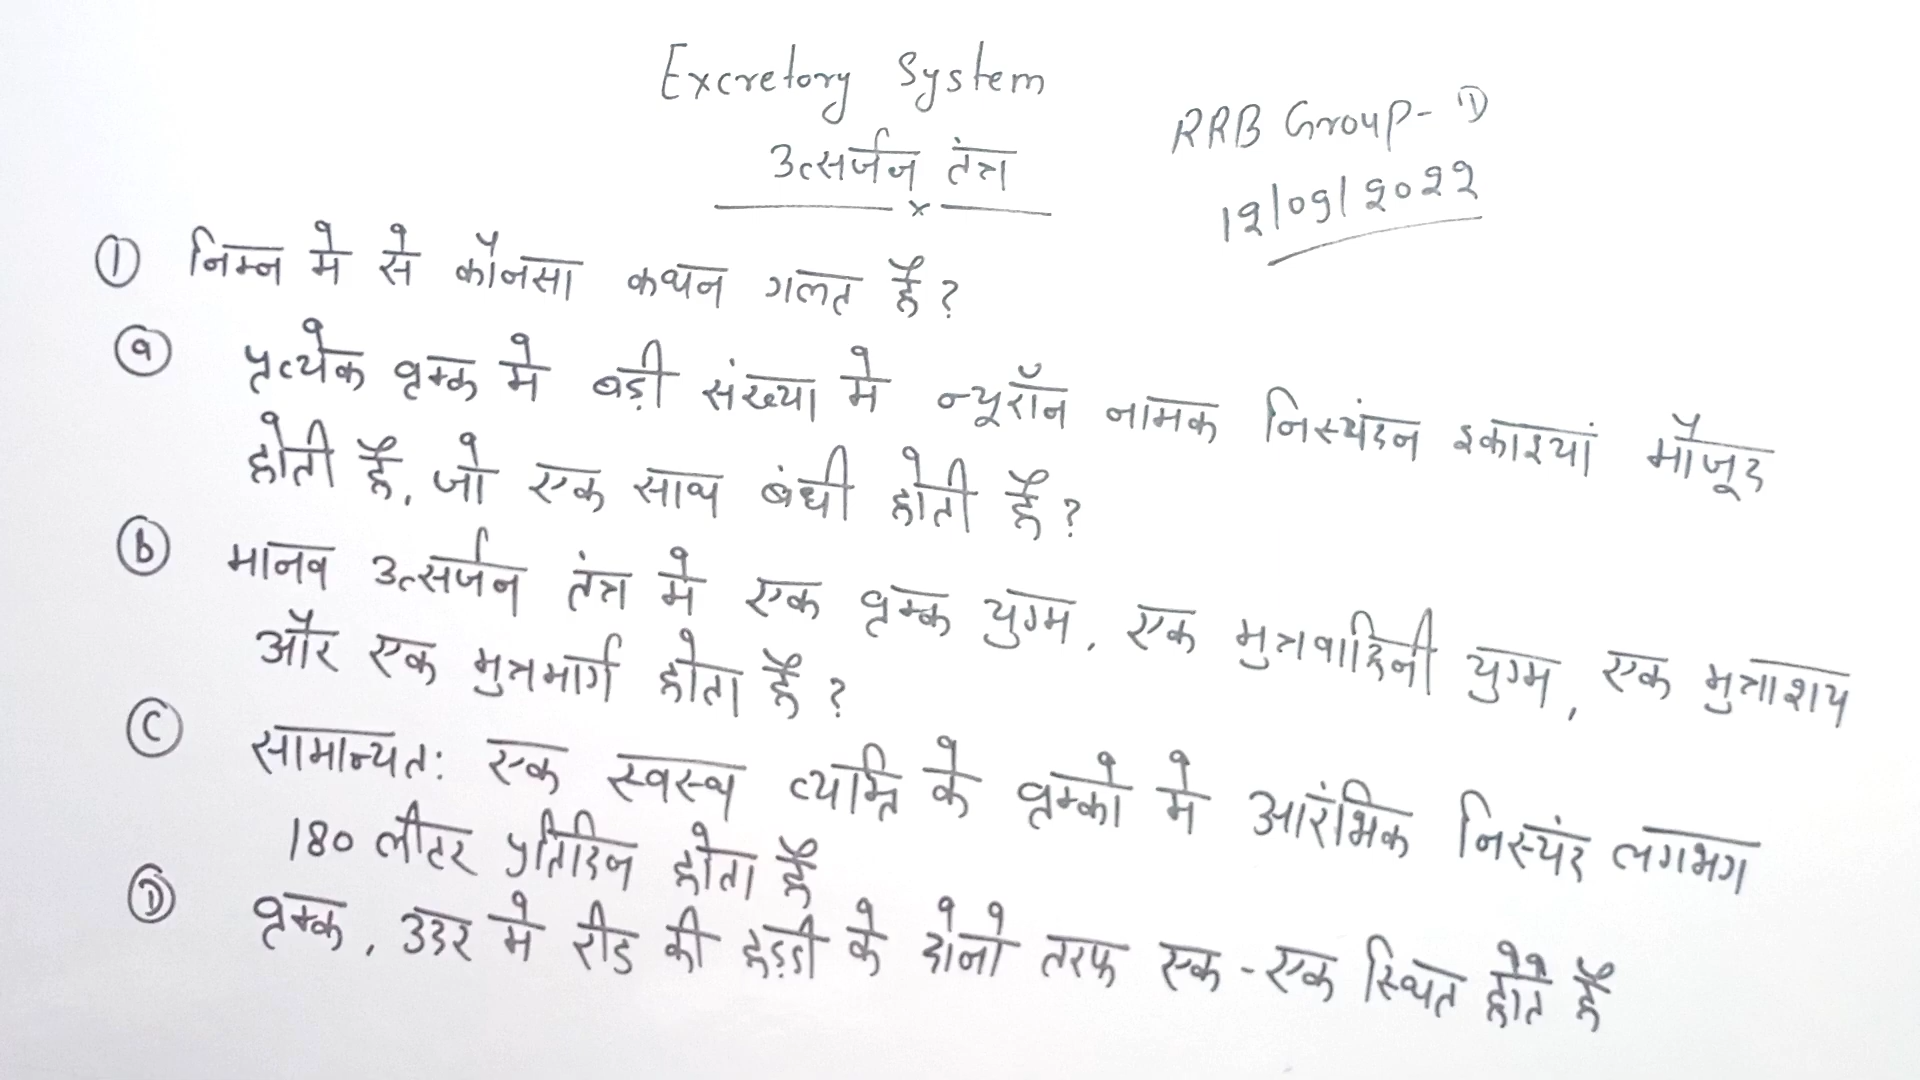 Excretory System
उत्सर्जन तंत्र
RRB Group-D
12/09/2022
① निम्न मे से कौनसा कथन गलत है?
ⓐ प्रत्येक वृक्क मे बड़ी संख्या मे न्यूरॉन नामक निस्यंदन इकाइयां मौजूद
होती है, जो एक साथ बंधी होती है?
ⓑ मानव उत्सर्जन तंत्र मे एक वृक्क युग्म, एक मुत्रवाहिनी युग्म, एक मुत्राशय
और एक मुत्रमार्ग होता है?
Ⓒ सामान्यत: एक स्वस्थ व्यक्ति के वृक्को मे आरंभिक निस्यंद लगभग
180 लीटर प्रतिदिन होता है
Ⓓ वृक्क, उदर मे रीड की हड्डी के दोनो तरफ एक-एक स्थित होते है